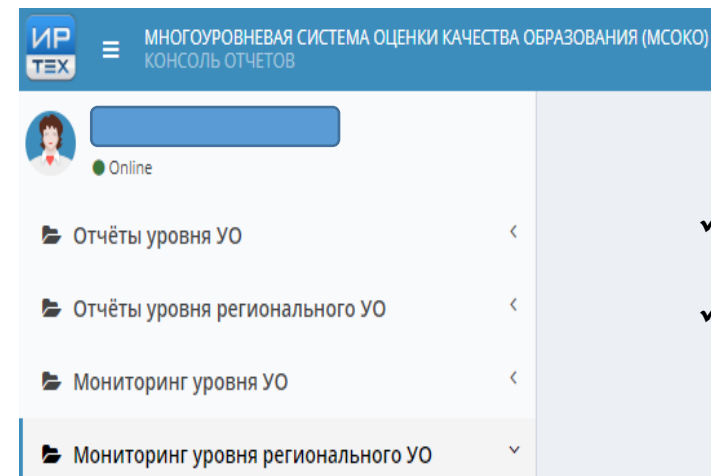 ИР
ТЕХ
МНОГОУРОВНЕВАЯ СИСТЕМА ОЦЕНКИ КАЧЕСТВА ОБРАЗОВАНИЯ (МСОКО)
КОНСОЛЬ ОТЧЕТОВ
Online
Отчёты уровня УО
Отчёты уровня регионального УО
Мониторинг уровня УО
Мониторинг уровня регионального УО